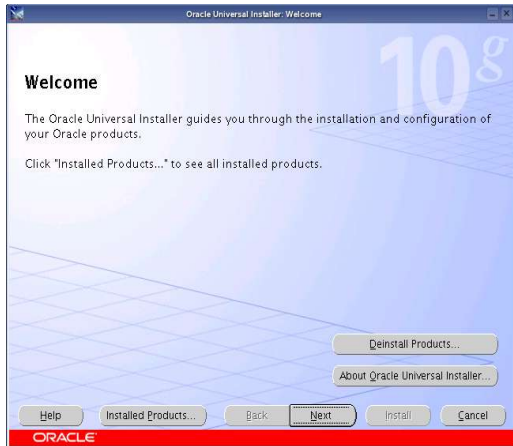 Oracle Universal Installer: Welcome
10g
Welcome
The Oracle Universal Installer guides you through the installation and configuration of
your Oracle products.
Click "Installed Products..." to see all installed products.
Deinstall Products...
About Oracle Universal Installer...
Help
Installed Products...
Back
Next
Install
Cancel
ORACLE